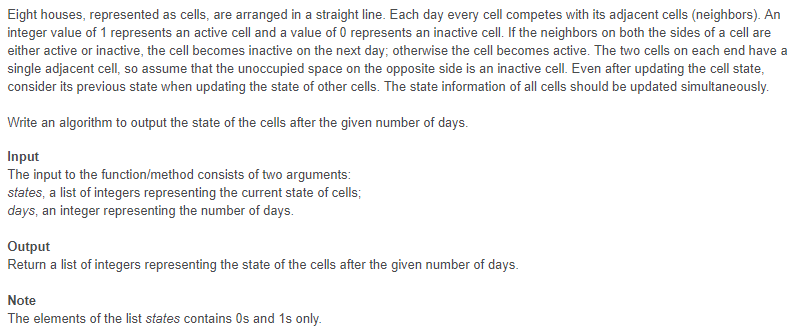 Eight houses, represented as cells, are arranged in a straight line. Each day every cell competes with its adjacent cells (neighbors). An
integer value of 1 represents an active cell and a value of 0 represents an inactive cell. If the neighbors on both the sides of a cell are
either active or inactive, the cell becomes inactive on the next day; otherwise the cell becomes active. The two cells on each end have a
single adjacent cell, so assume that the unoccupied space on the opposite side is an inactive cell. Even after updating the cell state,
consider its previous state when updating the state of other cells. The state information of all cells should be updated simultaneously.
Write an algorithm to output the state of the cells after the given number of days.
Input
The input to the function/method consists of two arguments:
states, a list of integers representing the current state of cells;
days, an integer representing the number of days.
Output
Return a list of integers representing the state of the cells after the given number of days.
Note
The elements of the list states contains 0s and 1s only.